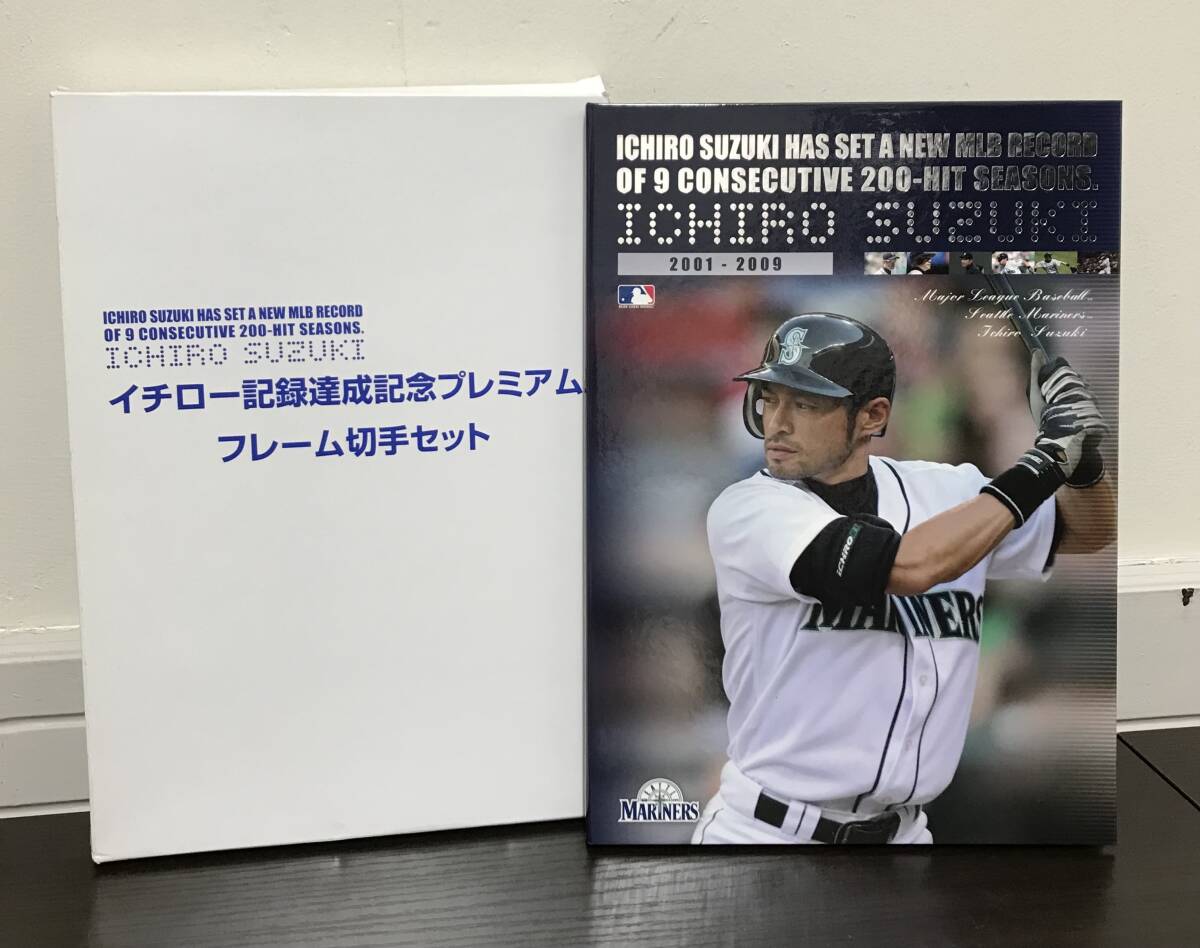 ICHIRO SUZUKI HAS SET A NEW MLB RECORD
OF 9 CONSECUTIVE 200-HIT SEASONS.
ICHIRO SUZUKI
イチロー記録達成記念プレミアム
フレーム切手セット
ICHIRO SUZUKI HAS SET A NEW MLB RECORD
OF 9 CONSECUTIVE 200-HIT SEASONS.
ICHIRO SUZUKI
2001 - 2009
Major League Baseball
Seattle Mariners
Ichiro Suzuki
S
ICHIRO
MARINERS
MARINERS